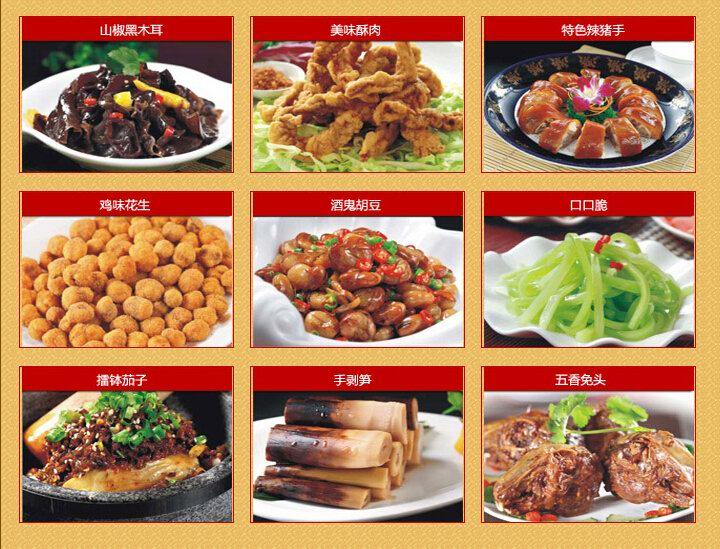 山椒黑木耳
美味酥肉
特色辣猪手
鸡味花生
酒鬼胡豆
口口脆
擂钵茄子
手剥笋
五香兔头